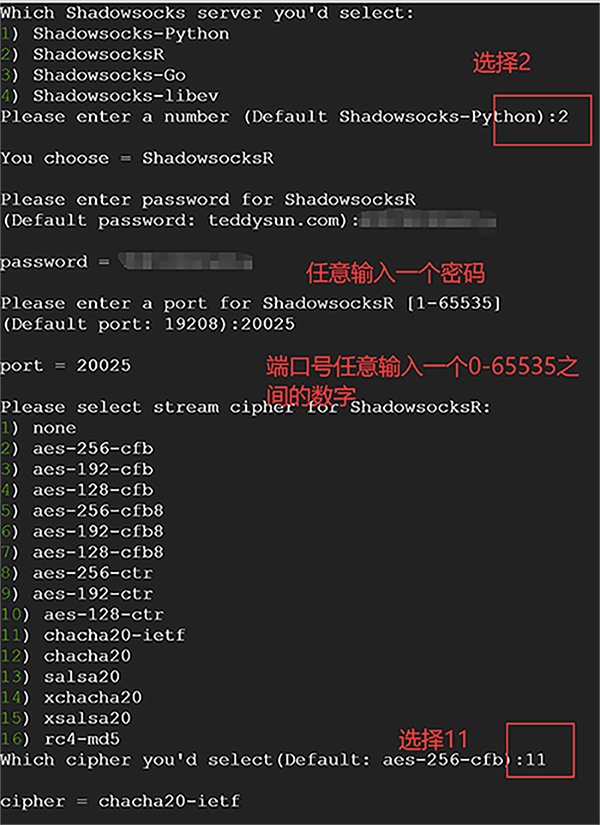 Which Shadowsocks server you'd select:
1) Shadowsocks-Python
2) ShadowsocksR
选择2
3) Shadowsocks-Go
4) Shadowsocks-libev
Please enter a number (Default Shadowsocks-Python):2
You choose = ShadowsocksR
Please enter password for ShadowsocksR
(Default password: teddysun.com):
password =
任意输入一个密码
Please enter a port for ShadowsocksR [1-65535]
(Default port: 19208):20025
port = 20025
端口号任意输入一个0-65535之
间的数字
Please select stream cipher for ShadowsocksR:
1) none
2) aes-256-cfb
3) aes-192-cfb
4) aes-128-cfb
5) aes-256-cfb8
6) aes-192-cfb8
7) aes-128-cfb8
8) aes-256-ctr
9) aes-192-ctr
10) aes-128-ctr
11) chacha20-ietf
12) chacha20
13) salsa20
14) xchacha20
15) xsalsa20
16) rc4-md5
选择11
Which cipher you'd select(Default: aes-256-cfb):11
cipher = chacha20-ietf